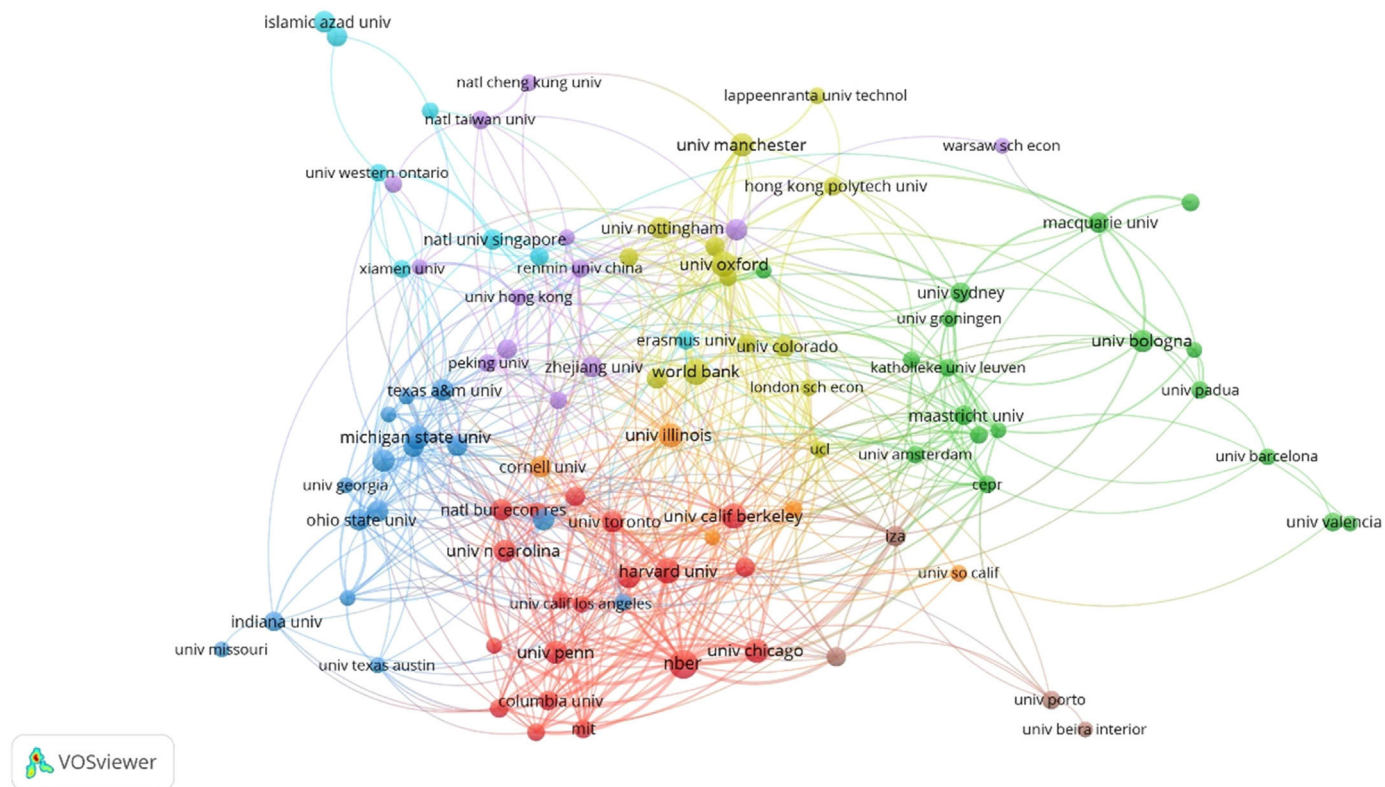 islamic azad univ
natl cheng kung univ
lappeenranta univ technol
natl taiwan univ
univ manchester
warsaw sch econ
univ western ontario
hong kong polytech univ
macquarie univ
univ nottingham
natl univ singapore
univ oxford
xiamen univ
renmin univ china
univ sydney
univ hong kong
univ groningen
erasmus univ
univ colorado
univ bologna
peking univ
zhejiang univ
world bank
katholieke univ leuven
texas a&m univ
london sch econ
univ padua
maastricht univ
michigan state univ
univ illinois
ucl
univ amsterdam
univ barcelona
cornell univ
univ georgia
cepr
natl bur econ res
ohio state univ
univ toronto
univ calif berkeley
univ valencia
iza
univ n carolina
harvard univ
univ so calif
univ calif los angeles
indiana univ
univ missouri
univ penn
univ chicago
nber
univ texas austin
columbia univ
univ porto
mit
univ beira interior
VOSviewer